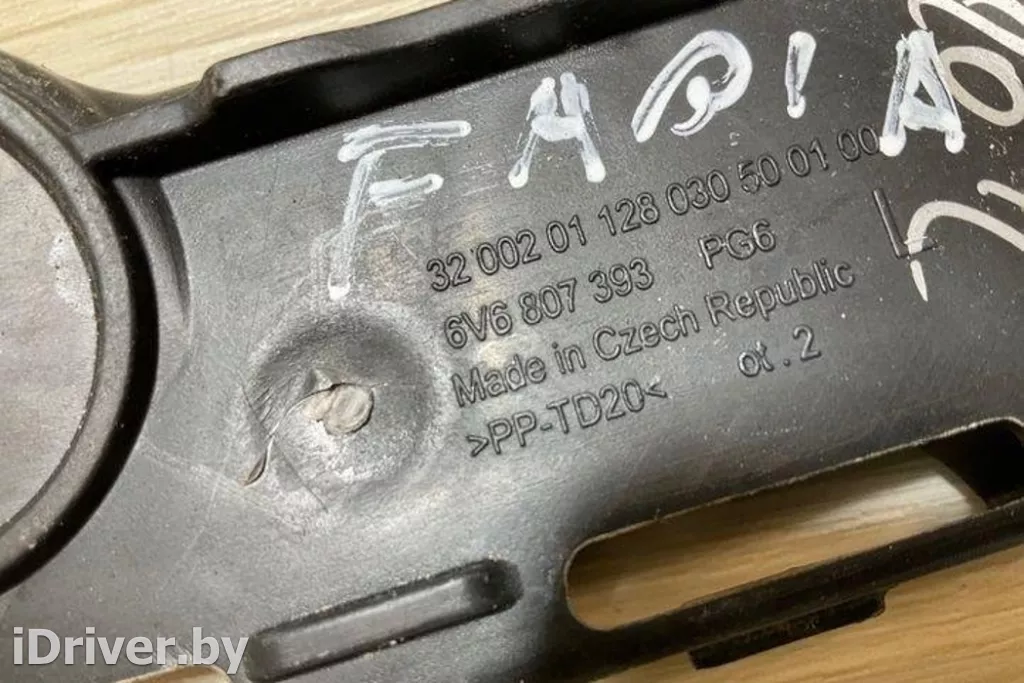 FADIA
32 002 01 128 030 50 01 00
6V6 807 393 PG6 L
Made in Czech Republic
>PP-TD20< ot. 2
iDriver.by